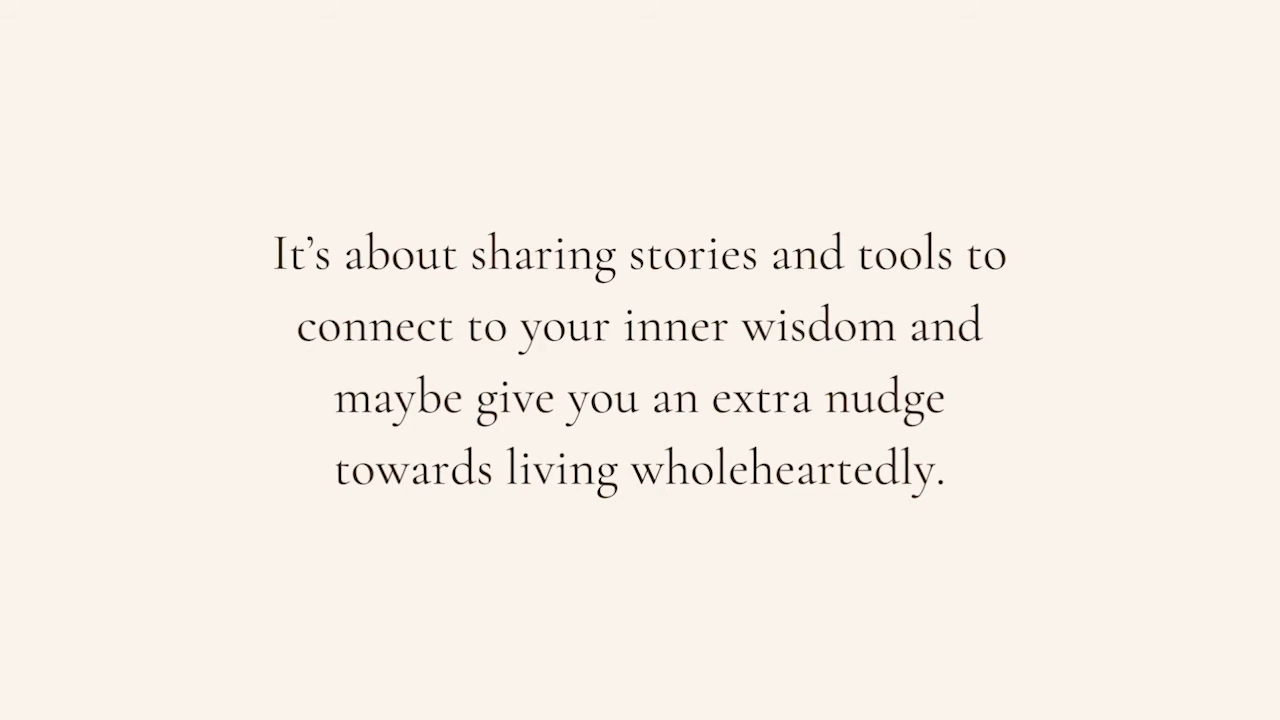 It’s about sharing stories and tools to
connect to your inner wisdom and
maybe give you an extra nudge
towards living wholeheartedly.